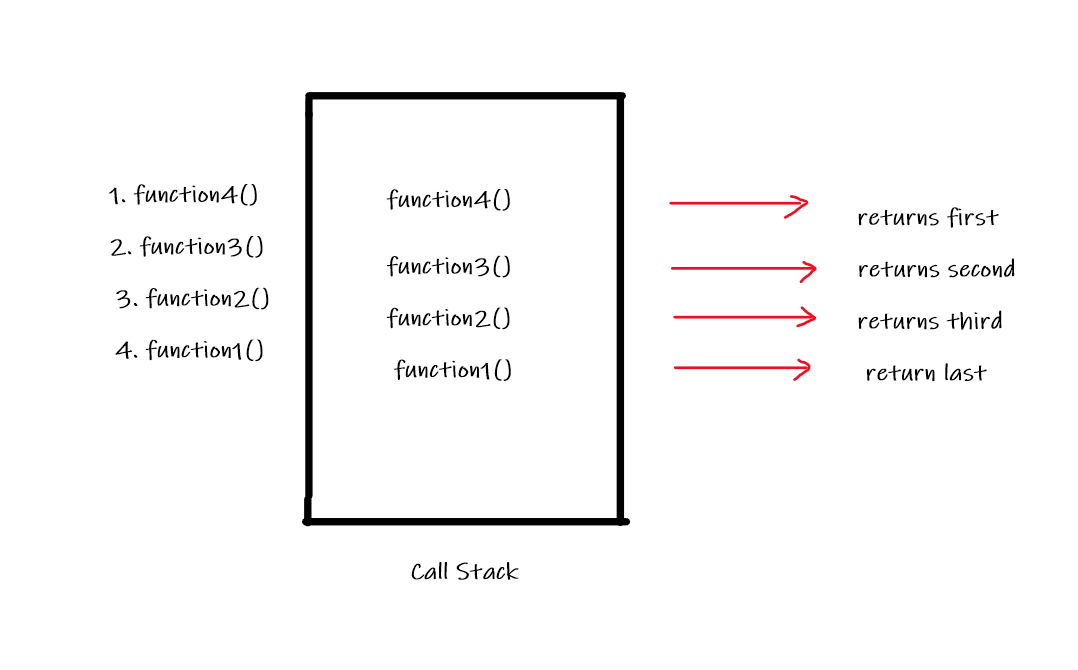 1. function4()
2. function3()
3. function2()
4. function1()
function4()
function3()
function2()
function1()
returns first
returns second
returns third
return last
Call Stack